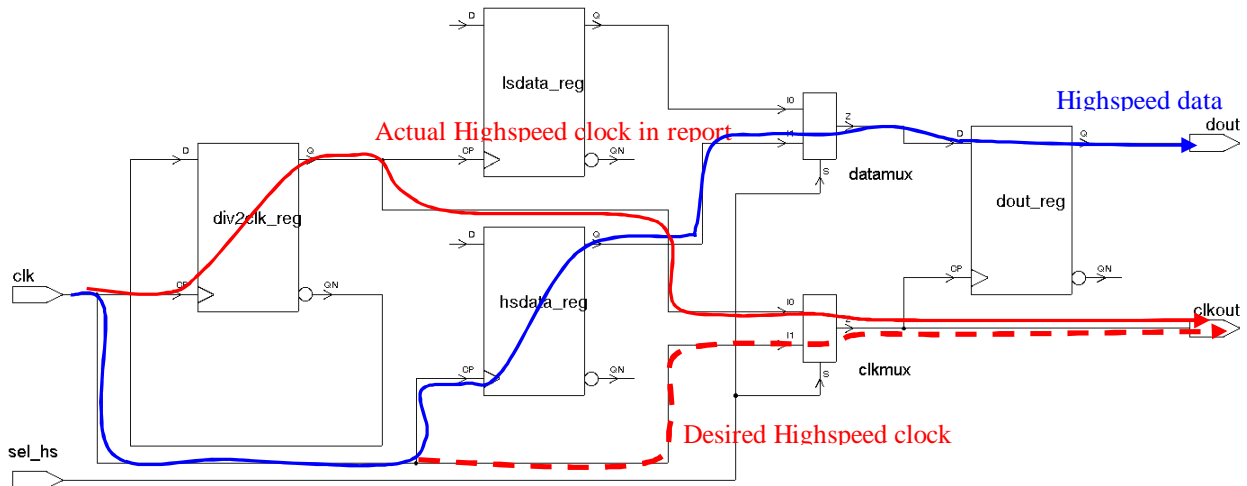 D
Q
lsdata_reg
CP
QN
Actual Highspeed clock in report
Highspeed data
I0
I1
Z
S
datamux
D
Q
dout
dout_reg
CP
QN
D
Q
div2clk_reg
clk
CP
QN
D
Q
hsdata_reg
CP
QN
I0
I1
Z
S
clkmux
clkout
Desired Highspeed clock
sel_hs